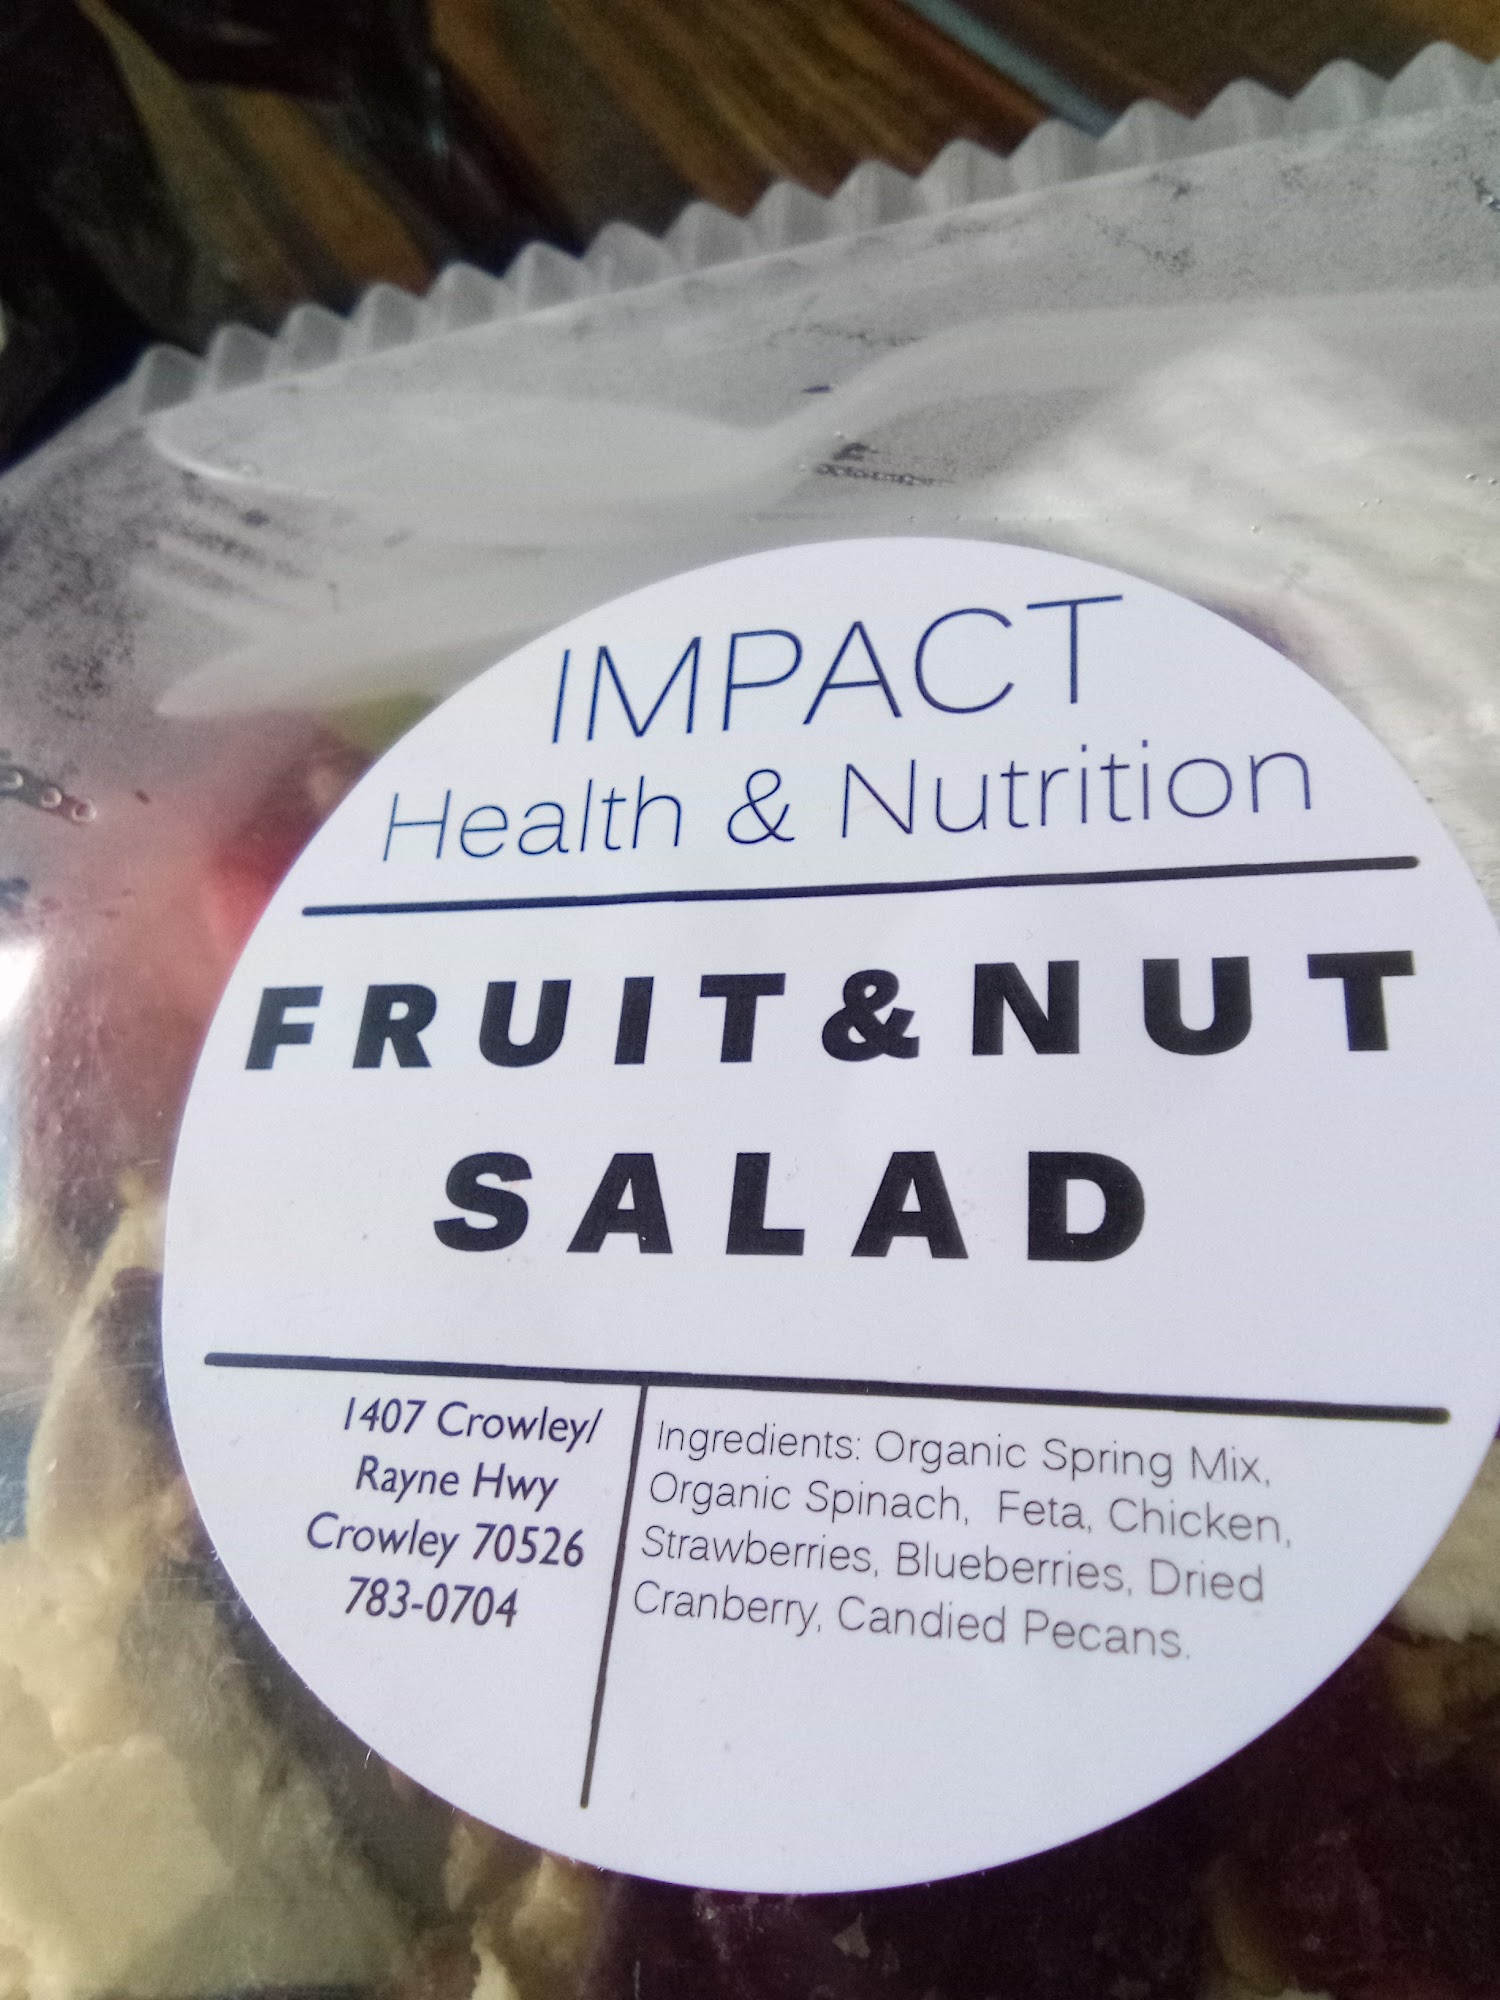 IMPACT
Health & Nutrition
FRUIT&NUT
SALAD
1407 Crowley/
Rayne Hwy
Crowley 70526
783-0704
Ingredients: Organic Spring Mix,
Organic Spinach, Feta, Chicken,
Strawberries, Blueberries, Dried
Cranberry, Candied Pecans.